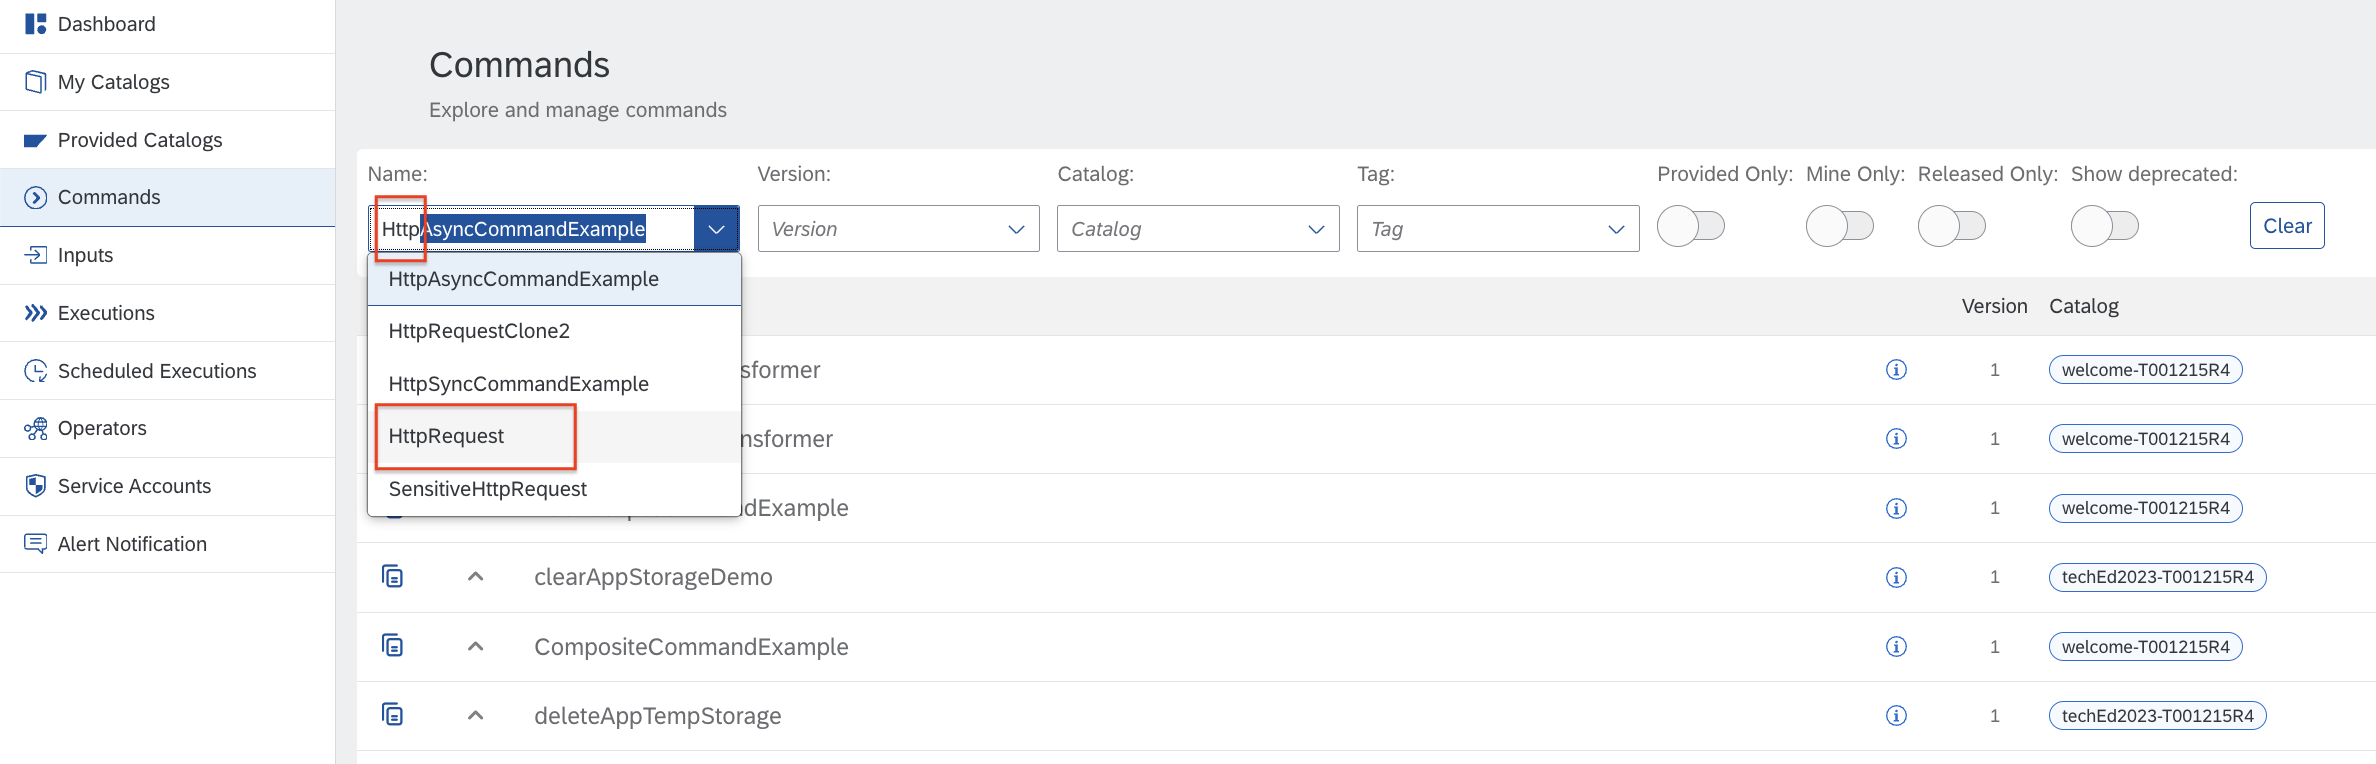 Dashboard
My Catalogs
Provided Catalogs
Commands
Inputs
Executions
Scheduled Executions
Operators
Service Accounts
Alert Notification
Commands
Explore and manage commands
Name:
HttpAsyncCommandExample
Version:
Version
Catalog:
Catalog
Tag:
Tag
Provided Only:
Mine Only:
Released Only:
Show deprecated:
Clear
HttpAsyncCommandExample
HttpRequestClone2
HttpSyncCommandExample
HttpRequest
SensitiveHttpRequest
Version Catalog
sformer 1 welcome-T001215R4
nsformer 1 welcome-T001215R4
dExample 1 welcome-T001215R4
clearAppStorageDemo 1 techEd2023-T001215R4
CompositeCommandExample 1 welcome-T001215R4
deleteAppTempStorage 1 techEd2023-T001215R4